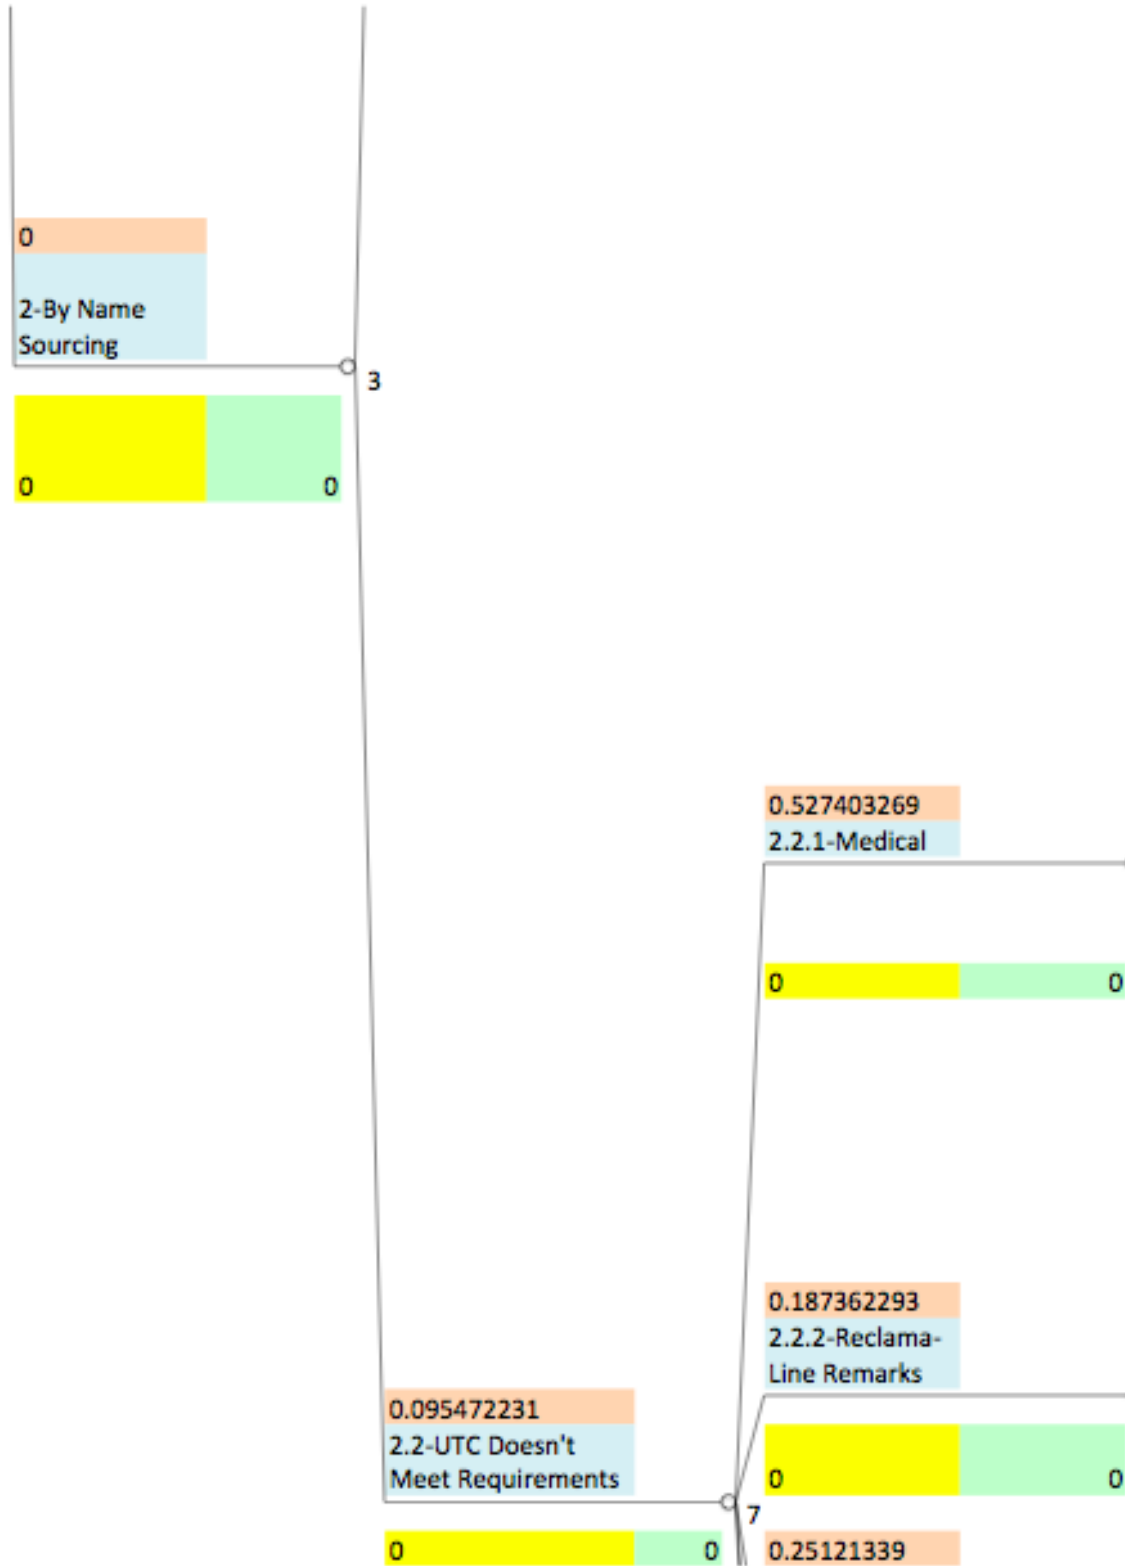 0
2-By Name
Sourcing
3
0 0
0.527403269
2.2.1-Medical
0 0
0.187362293
2.2.2-Reclama-
Line Remarks
0 0
0.095472231
2.2-UTC Doesn't
Meet Requirements
7
0 0
0.25121339